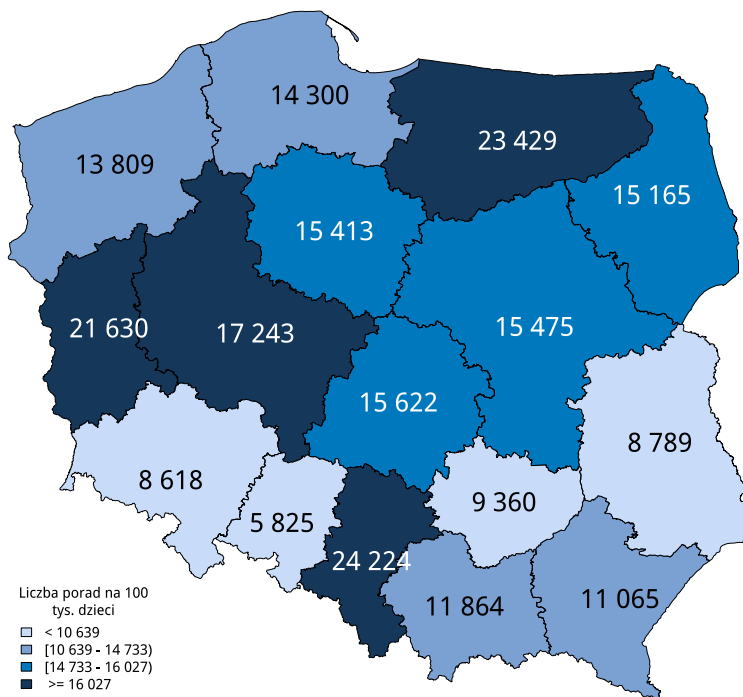 14 300
23 429
13 809
15 165
15 413
21 630
17 243
15 475
15 622
8 789
8 618
9 360
5 825
24 224
11 864
11 065
Liczba porad na 100
tys. dzieci
< 10 639
[10 639 - 14 733)
[14 733 - 16 027)
>= 16 027